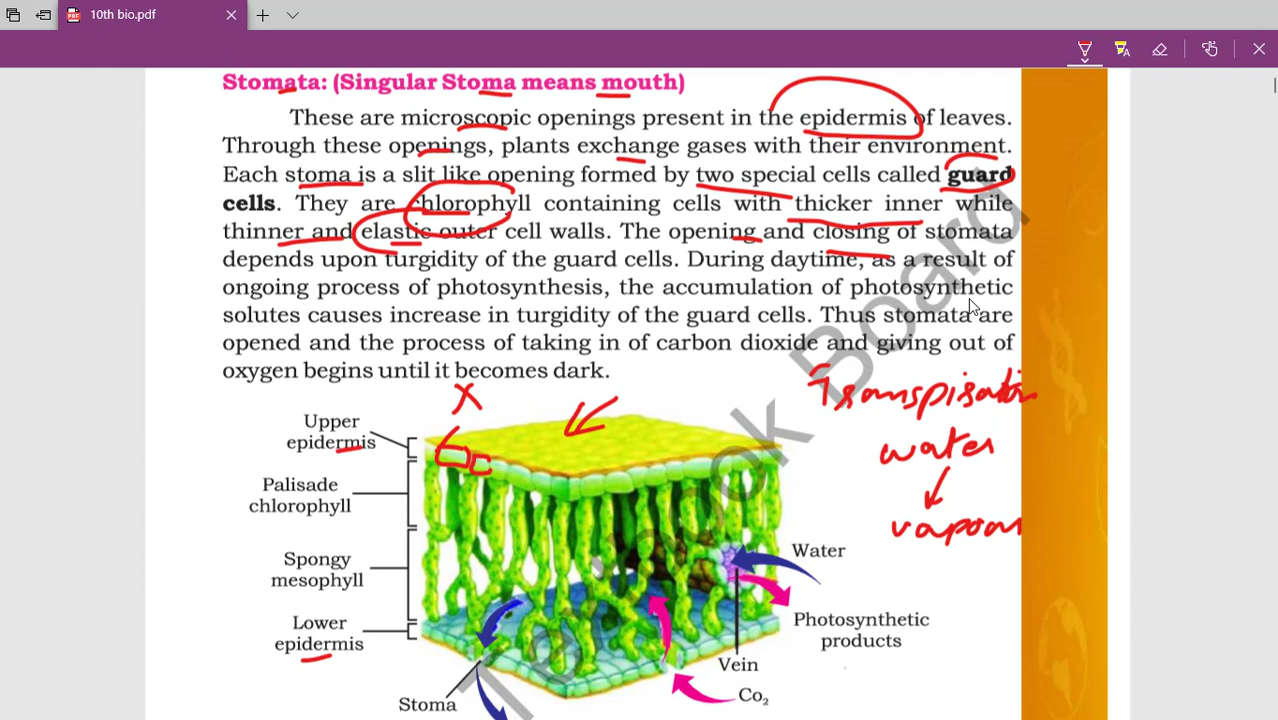 10th bio.pdf
Stomata: (Singular Stoma means mouth)
These are microscopic openings present in the epidermis of leaves.
Through these openings, plants exchange gases with their environment.
Each stoma is a slit like opening formed by two special cells called guard
cells. They are chlorophyll containing cells with thicker inner while
thinner and elastic outer cell walls. The opening and closing of stomata
depends upon turgidity of the guard cells. During daytime, as a result of
ongoing process of photosynthesis, the accumulation of photosynthetic
solutes causes increase in turgidity of the guard cells. Thus stomata are
opened and the process of taking in of carbon dioxide and giving out of
oxygen begins until it becomes dark.
X
Transpiration
water
vapour
Upper
epidermis
Palisade
chlorophyll
Spongy
mesophyll
Lower
epidermis
Stoma
Water
Photosynthetic
products
Vein
Co₂
Textbook Board